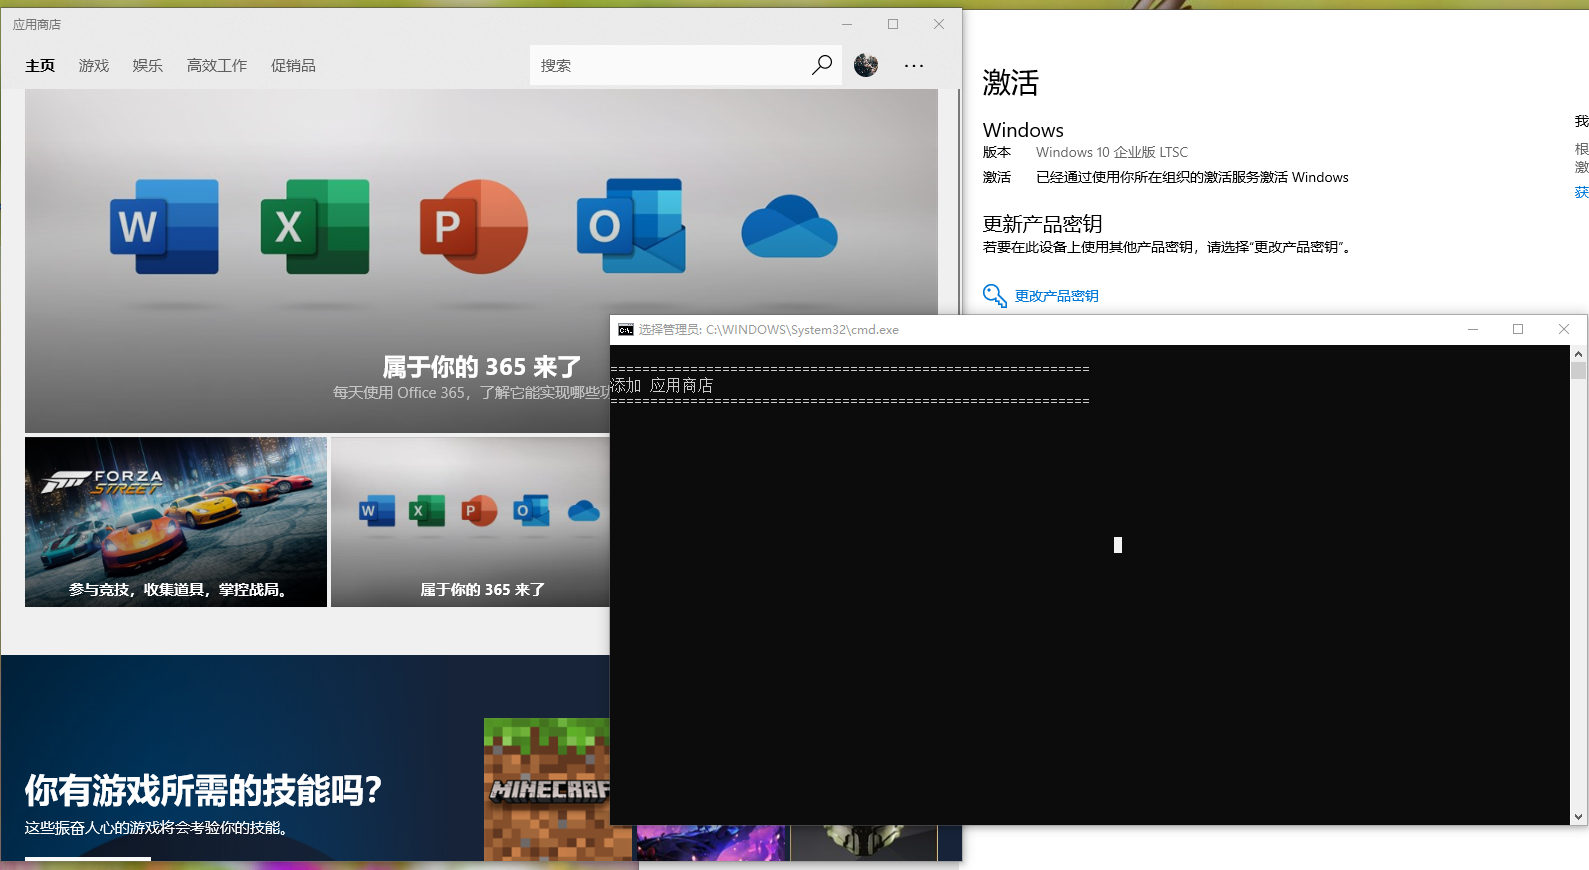 应用商店
主页 游戏 娱乐 高效工作 促销品
搜索
W X P O
属于你的 365 来了
每天使用 Office 365，了解它能实现哪些
FORZA
STREET
参与竞技，收集道具，掌控战局。
W X P O
属于你的 365 来了
你有游戏所需的技能吗？
这些振奋人心的游戏将会考验你的技能。
MINECRAF
激活
Windows
版本 Windows 10 企业版 LTSC
激活 已经通过使用你所在组织的激活服务激活 Windows
更新产品密钥
若要在此设备上使用其他产品密钥，请选择“更改产品密钥”。
更改产品密钥
我
根
激
获
选择管理员: C:\WINDOWS\System32\cmd.exe
============================================================
添加 应用商店
============================================================